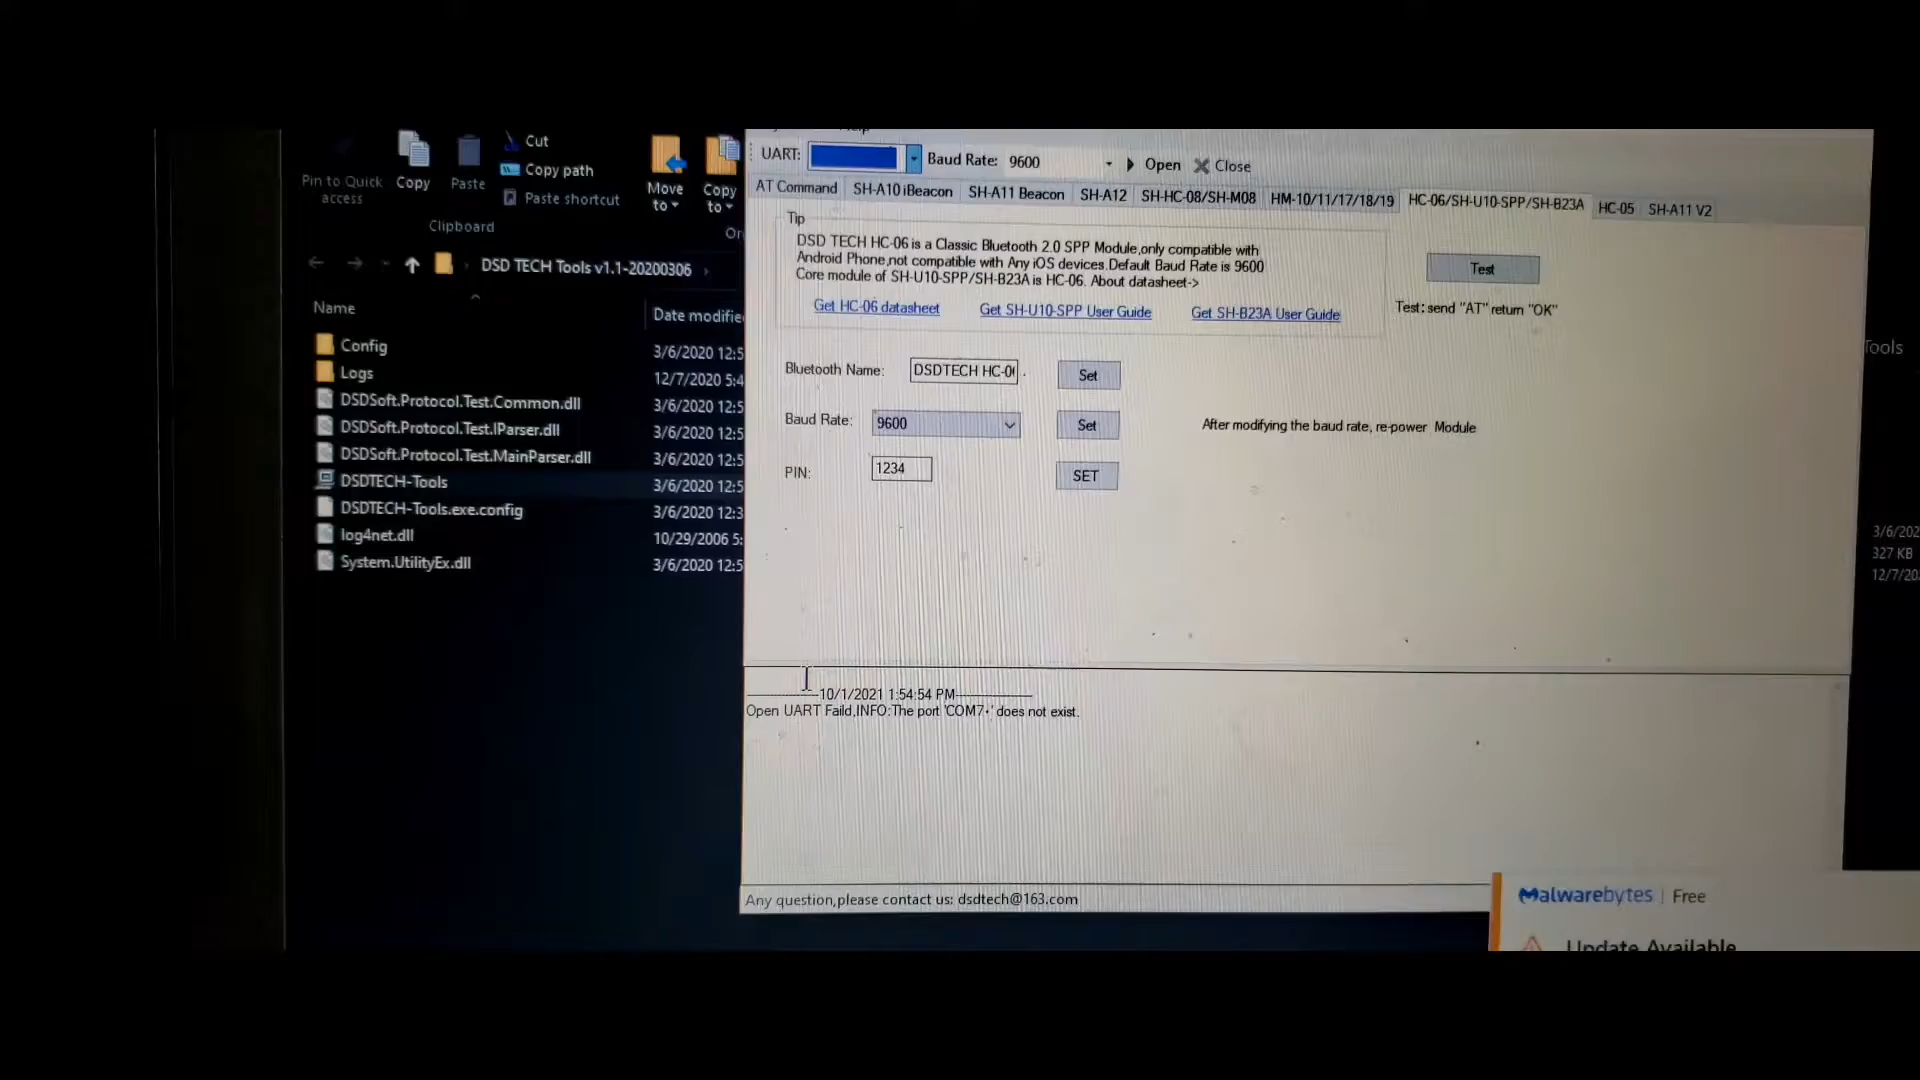 Pin to Quick
access
Copy
Paste
Cut
Copy path
Paste shortcut
Move
to
Copy
to
Clipboard
DSD TECH Tools v1.1-20200306
Name
Date modifie
Config
3/6/2020 12:5
Logs
12/7/2020 5:4
DSDSoft.Protocol.Test.Common.dll
3/6/2020 12:5
DSDSoft.Protocol.Test.IParser.dll
3/6/2020 12:5
DSDSoft.Protocol.Test.MainParser.dll
3/6/2020 12:5
DSDTECH-Tools
3/6/2020 12:5
DSDTECH-Tools.exe.config
3/6/2020 12:3
log4net.dll
10/29/2006 5:
System.UtilityEx.dll
3/6/2020 12:5
UART:
Baud Rate: 9600
Open
Close
AT Command
SH-A10 iBeacon
SH-A11 Beacon
SH-A12
SH-HC-08/SH-M08
HM-10/11/17/18/19
HC-06/SH-U10-SPP/SH-B23A
HC-05
SH-A11 V2
Tip
DSD TECH HC-06 is a Classic Bluetooth 2.0 SPP Module,only compatible with
Android Phone,not compatible with Any iOS devices.Default Baud Rate is 9600
Core module of SH-U10-SPP/SH-B23A is HC-06. About datasheet->
Get HC-06 datasheet
Get SH-U10-SPP User Guide
Get SH-B23A User Guide
Test
Test: send "AT" return "OK"
Bluetooth Name: DSDTECH HC-0
Set
Baud Rate: 9600
Set
After modifying the baud rate, re-power Module
PIN: 1234
SET
10/1/2021 1:54:54 PM
Open UART Faild,INFO:The port 'COM7' does not exist.
Any question,please contact us: dsdtech@163.com
Tools
3/6/202
327 KB
12/7/20
Malwarebytes | Free
Update Available